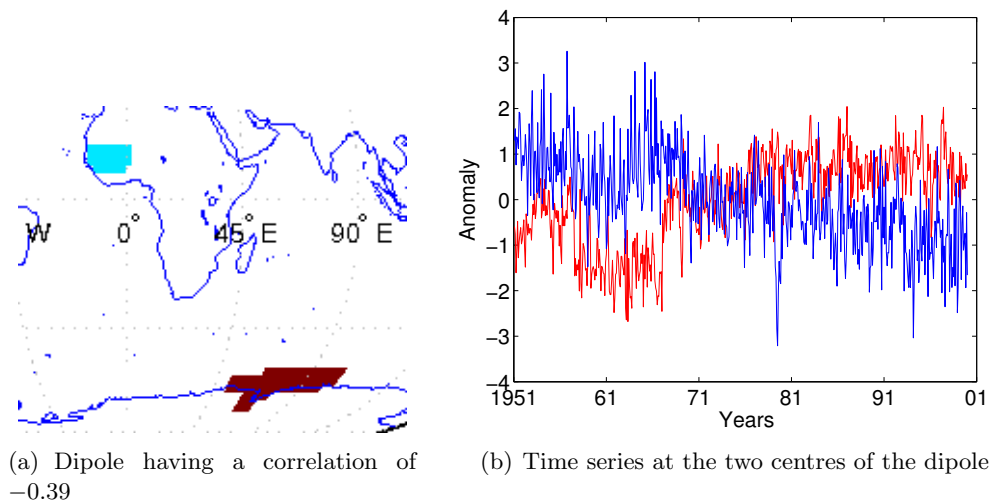 W 0° 45° E 90° E
(a) Dipole having a correlation of
−0.39
4
3
2
1
0
−1
−2
−3
−4
Anomaly
1951 61 71 81 91 01
Years
(b) Time series at the two centres of the dipole